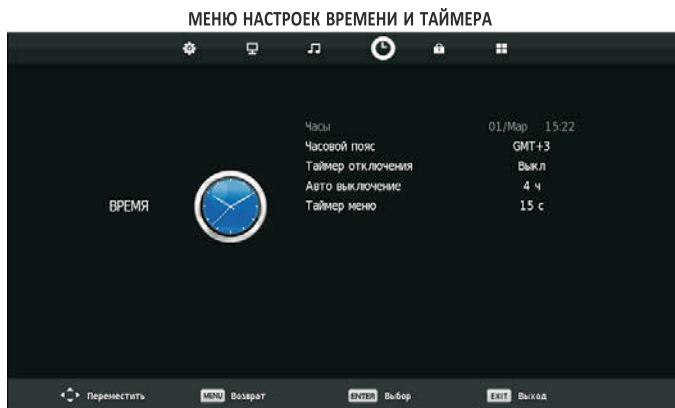 МЕНЮ НАСТРОЕК ВРЕМЕНИ И ТАЙМЕРА
Часы 01/Мар 15:22
Часовой пояс GMT+3
Таймер отключения Выкл
Авто выключение 4 ч
Таймер меню 15 с
ВРЕМЯ
Переместить MENU Возврат ENTER Выбор EXIT Выход